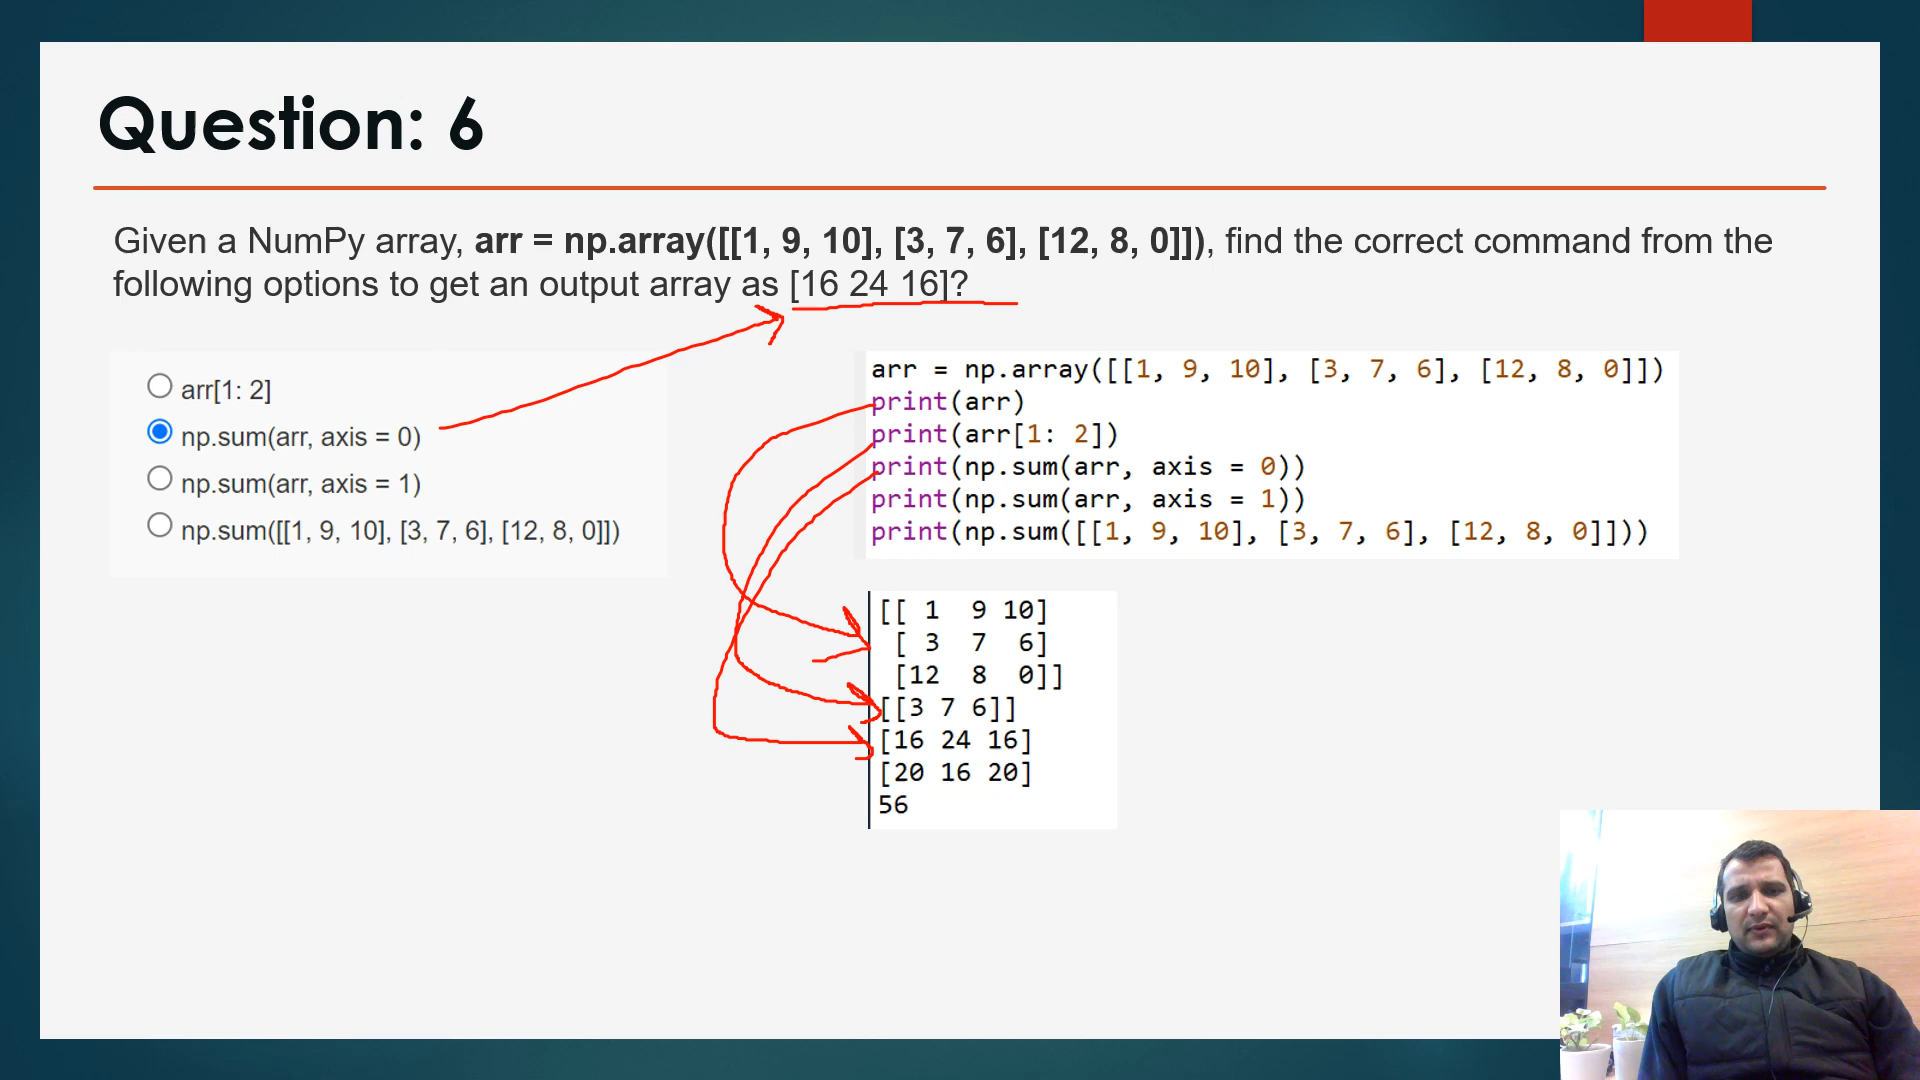 Question: 6
Given a NumPy array, arr = np.array([[1, 9, 10], [3, 7, 6], [12, 8, 0]]), find the correct command from the
following options to get an output array as [16 24 16]?
arr[1: 2]
np.sum(arr, axis = 0)
np.sum(arr, axis = 1)
np.sum([[1, 9, 10], [3, 7, 6], [12, 8, 0]])
arr = np.array([[1, 9, 10], [3, 7, 6], [12, 8, 0]])
print(arr)
print(arr[1: 2])
print(np.sum(arr, axis = 0))
print(np.sum(arr, axis = 1))
print(np.sum([[1, 9, 10], [3, 7, 6], [12, 8, 0]]))
[[ 1  9 10]
 [ 3  7  6]
 [12  8  0]]
[[3 7 6]]
[16 24 16]
[20 16 20]
56